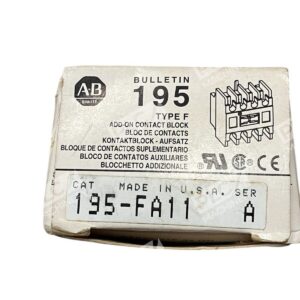 BULLETIN
195
AB
QUALITY
TYPE F
ADD-ON CONTACT BLOCK
BLOC DE CONTACTS
KONTAKTBLOCK - AUFSATZ
BLOQUE DE CONTACTOS SUPLEMENTARIO
BLOCO DE CONTATOS AUXILIARES
BLOCCHETTO ADDIZIONALE
CAT MADE IN U.S.A. SER
195-FA11 A